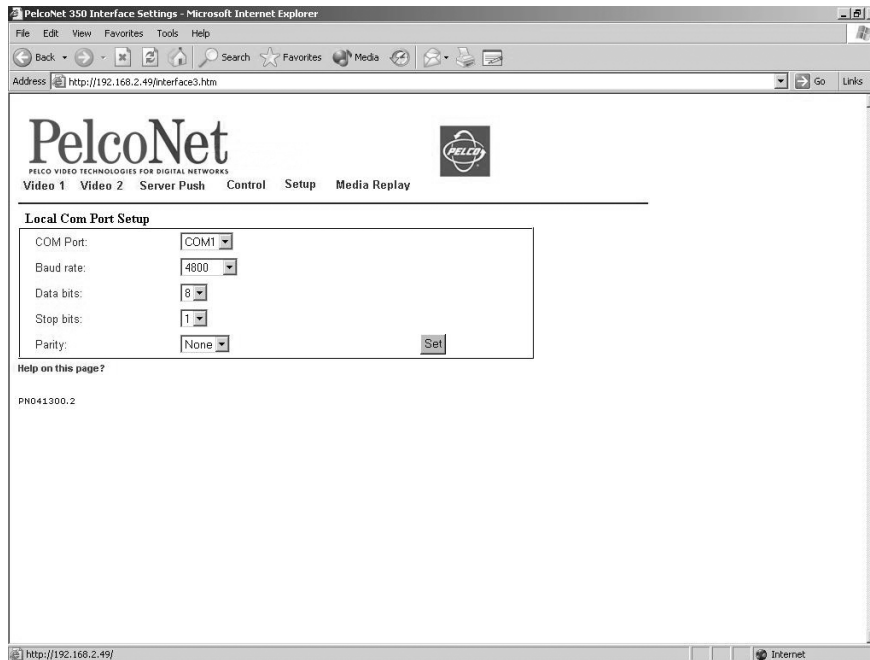 PelcoNet 350 Interface Settings - Microsoft Internet Explorer
File Edit View Favorites Tools Help
Back Search Favorites Media
Address http://192.168.2.49/interface3.htm Go Links
PelcoNet
PELCO VIDEO TECHNOLOGIES FOR DIGITAL NETWORKS
PELCO
Video 1 Video 2 Server Push Control Setup Media Replay
Local Com Port Setup
COM Port: COM1
Baud rate: 4800
Data bits: 8
Stop bits: 1
Parity: None Set
Help on this page?
PN041300.2
http://192.168.2.49/ Internet